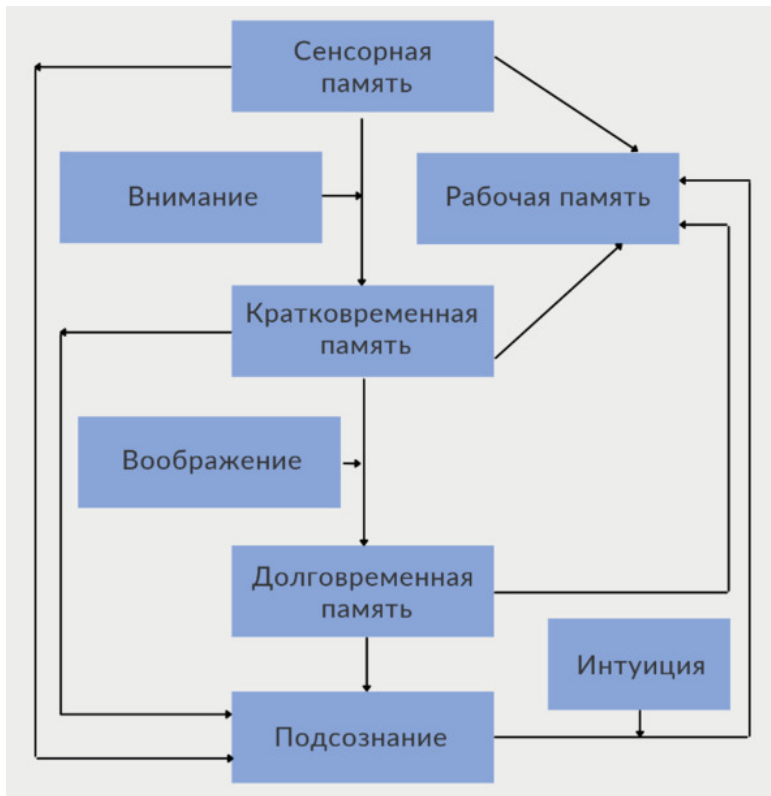 Сенсорная
память
Внимание
Рабочая память
Кратковременная
память
Воображение
Долговременная
память
Интуиция
Подсознание